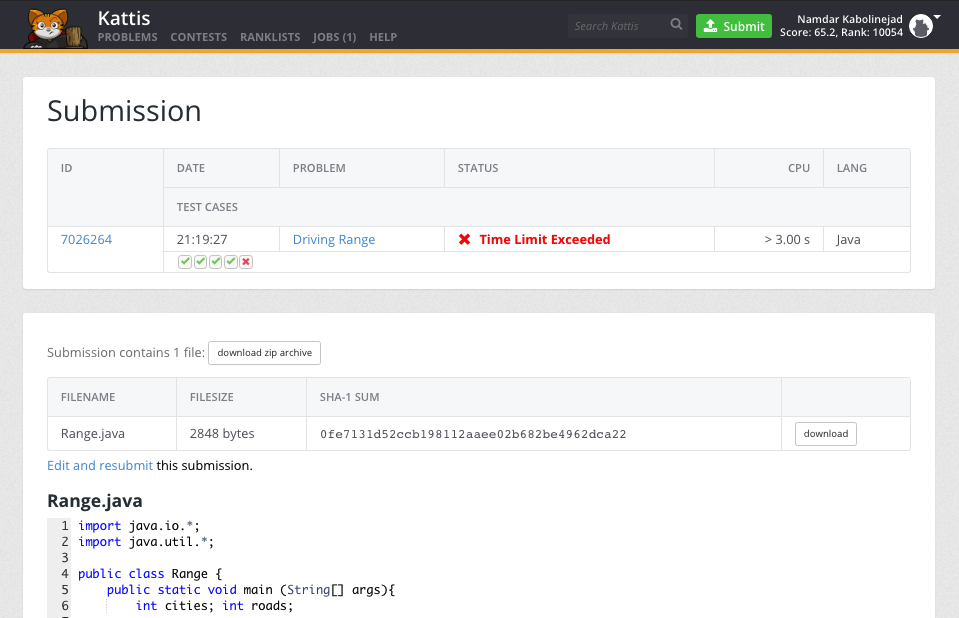 Kattis
PROBLEMS CONTESTS RANKLISTS JOBS (1) HELP
Search Kattis
Submit
Namdar Kabolinejad
Score: 65.2, Rank: 10054
Submission
ID DATE PROBLEM STATUS CPU LANG
TEST CASES
7026264 21:19:27 Driving Range Time Limit Exceeded > 3.00 s Java
Submission contains 1 file: download zip archive
FILENAME FILESIZE SHA-1 SUM
Range.java 2848 bytes 0fe7131d52ccb198112aaee02b682be4962dca22 download
Edit and resubmit this submission.
Range.java
1 import java.io.*;
2 import java.util.*;
3
4 public class Range {
5 public static void main (String[] args){
6 int cities; int roads;